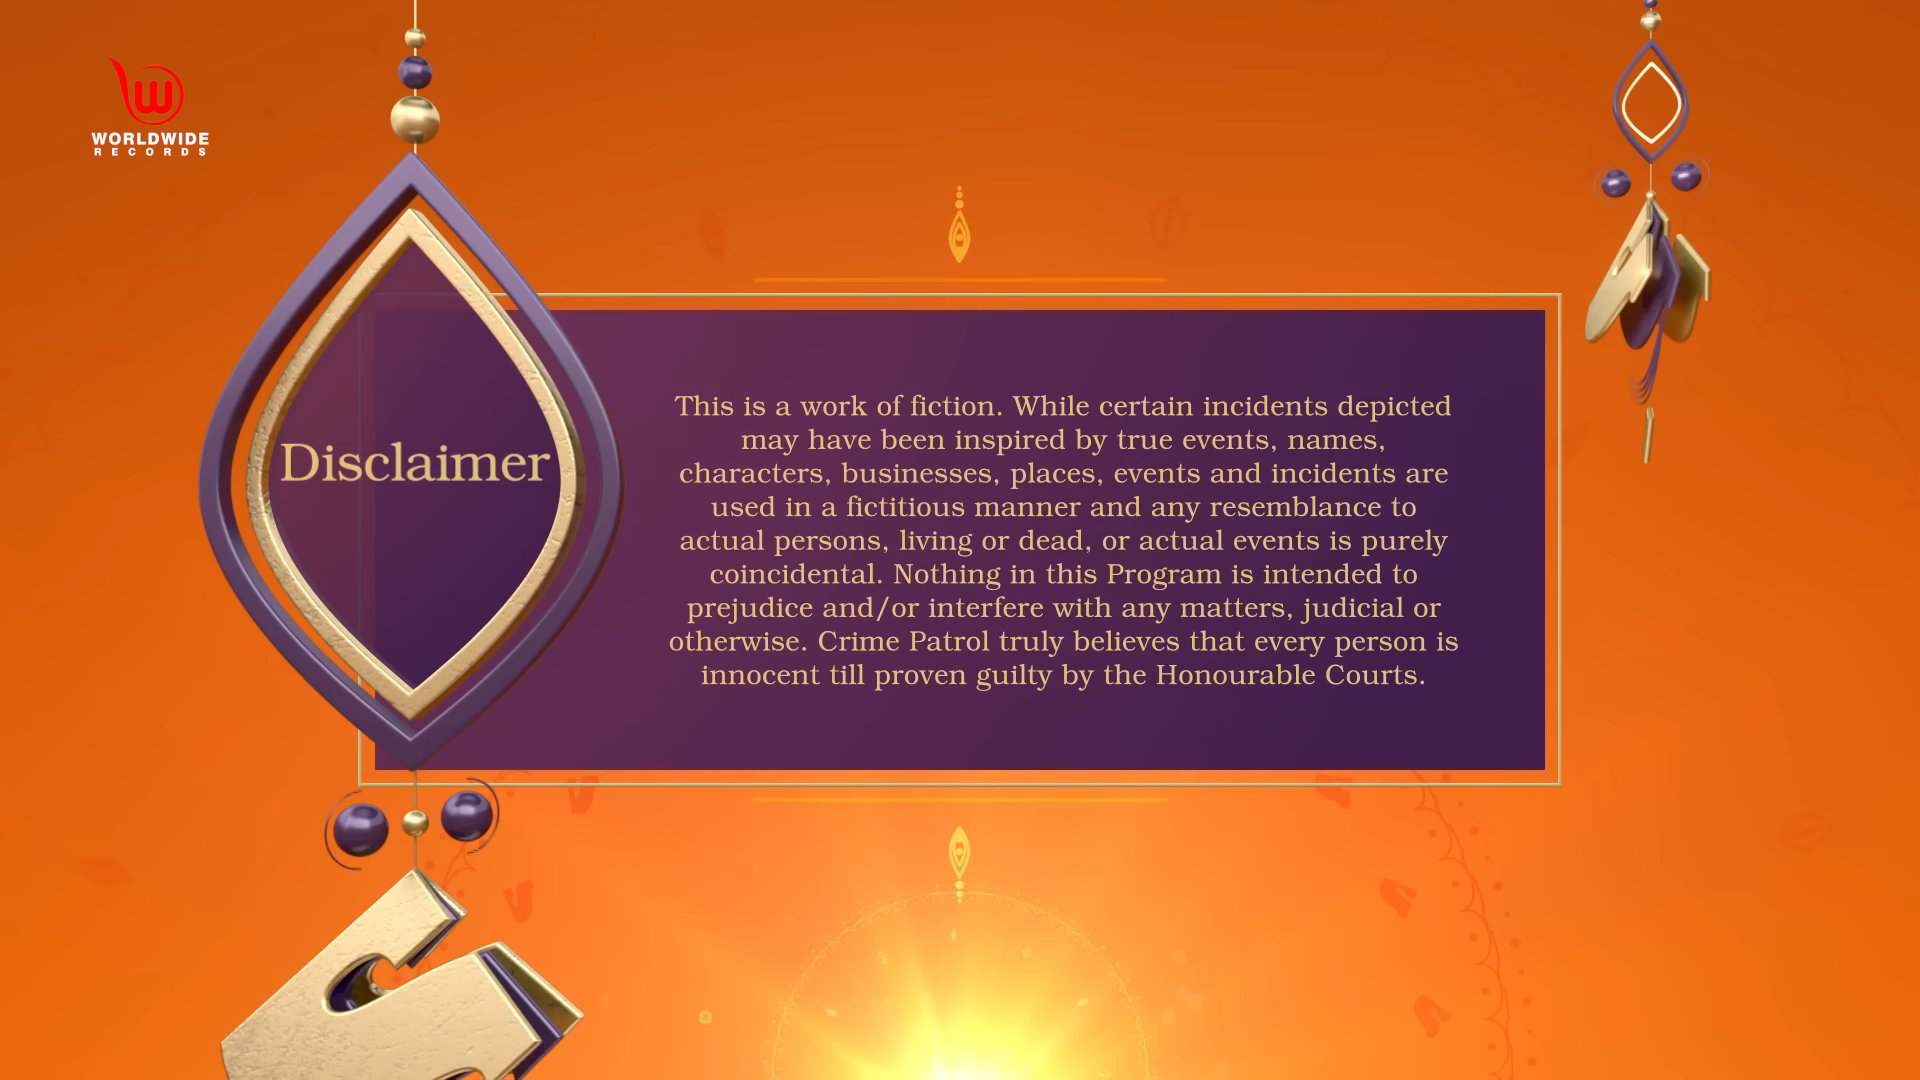 WORLDWIDE
RECORDS
Disclaimer
This is a work of fiction. While certain incidents depicted
may have been inspired by true events, names,
characters, businesses, places, events and incidents are
used in a fictitious manner and any resemblance to
actual persons, living or dead, or actual events is purely
coincidental. Nothing in this Program is intended to
prejudice and/or interfere with any matters, judicial or
otherwise. Crime Patrol truly believes that every person is
innocent till proven guilty by the Honourable Courts.